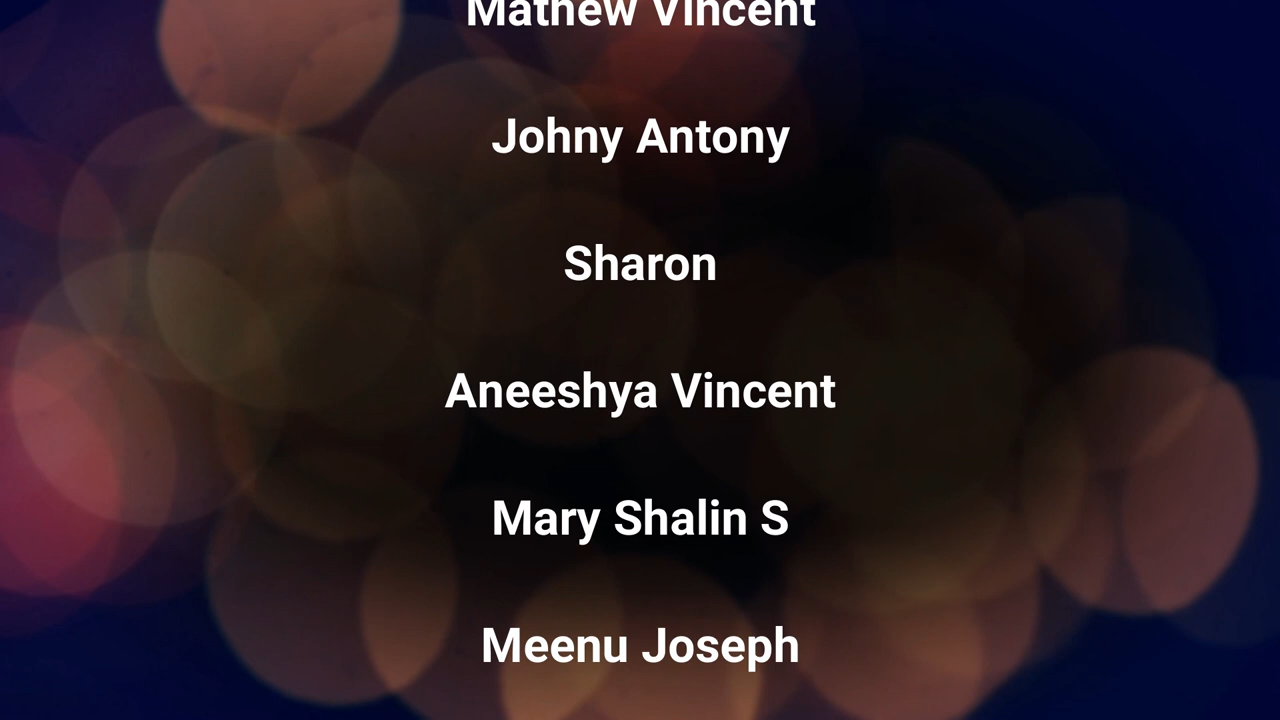 Mathew Vincent
Johny Antony
Sharon
Aneeshya Vincent
Mary Shalin S
Meenu Joseph